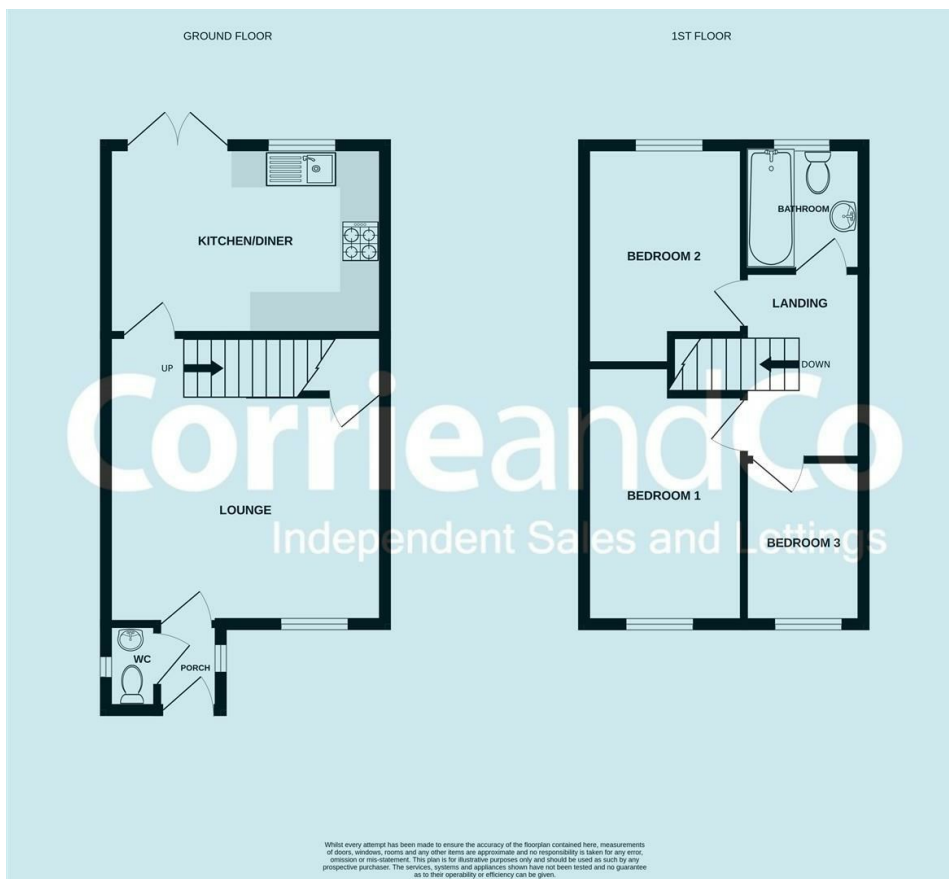 GROUND FLOOR
1ST FLOOR
KITCHEN/DINER
BEDROOM 2
BATHROOM
LANDING
UP
DOWN
CorrieandCo
LOUNGE
BEDROOM 1
Independent Sales and Lettings
BEDROOM 3
WC
PORCH
Whilst every attempt has been made to ensure the accuracy of the floorplan contained here, measurements
of doors, windows, rooms and any other items are approximate and no responsibility is taken for any error,
omission or mis-statement. This plan is for illustrative purposes only and should be used as such by any
prospective purchaser. The services, systems and appliances shown have not been tested and no guarantee
as to their operability or efficiency can be given.